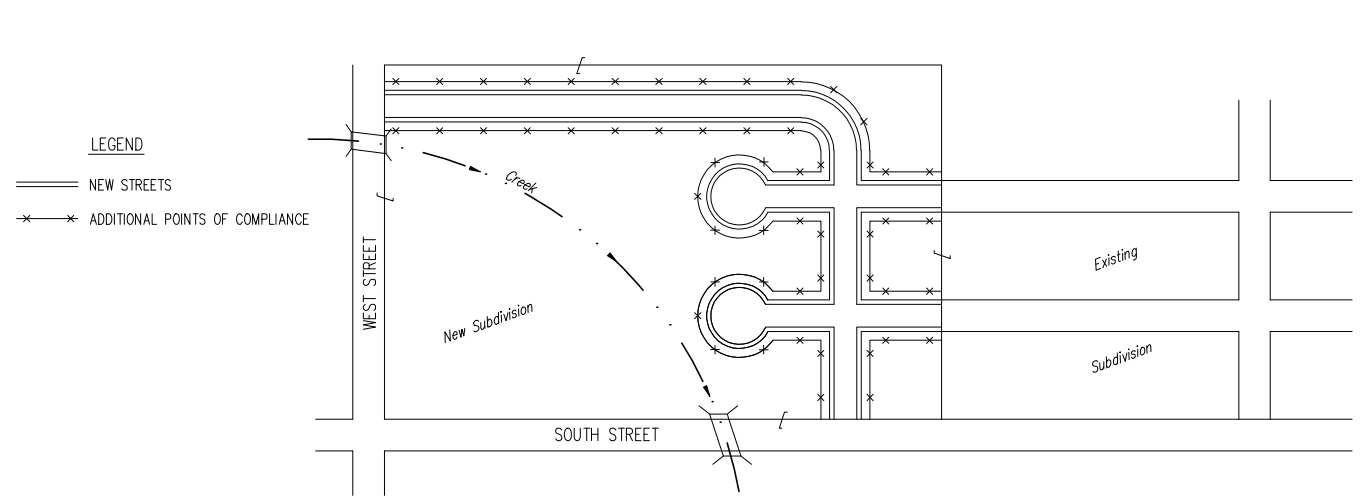 LEGEND
NEW STREETS
ADDITIONAL POINTS OF COMPLIANCE
Creek
WEST STREET
New Subdivision
Existing
Subdivision
SOUTH STREET